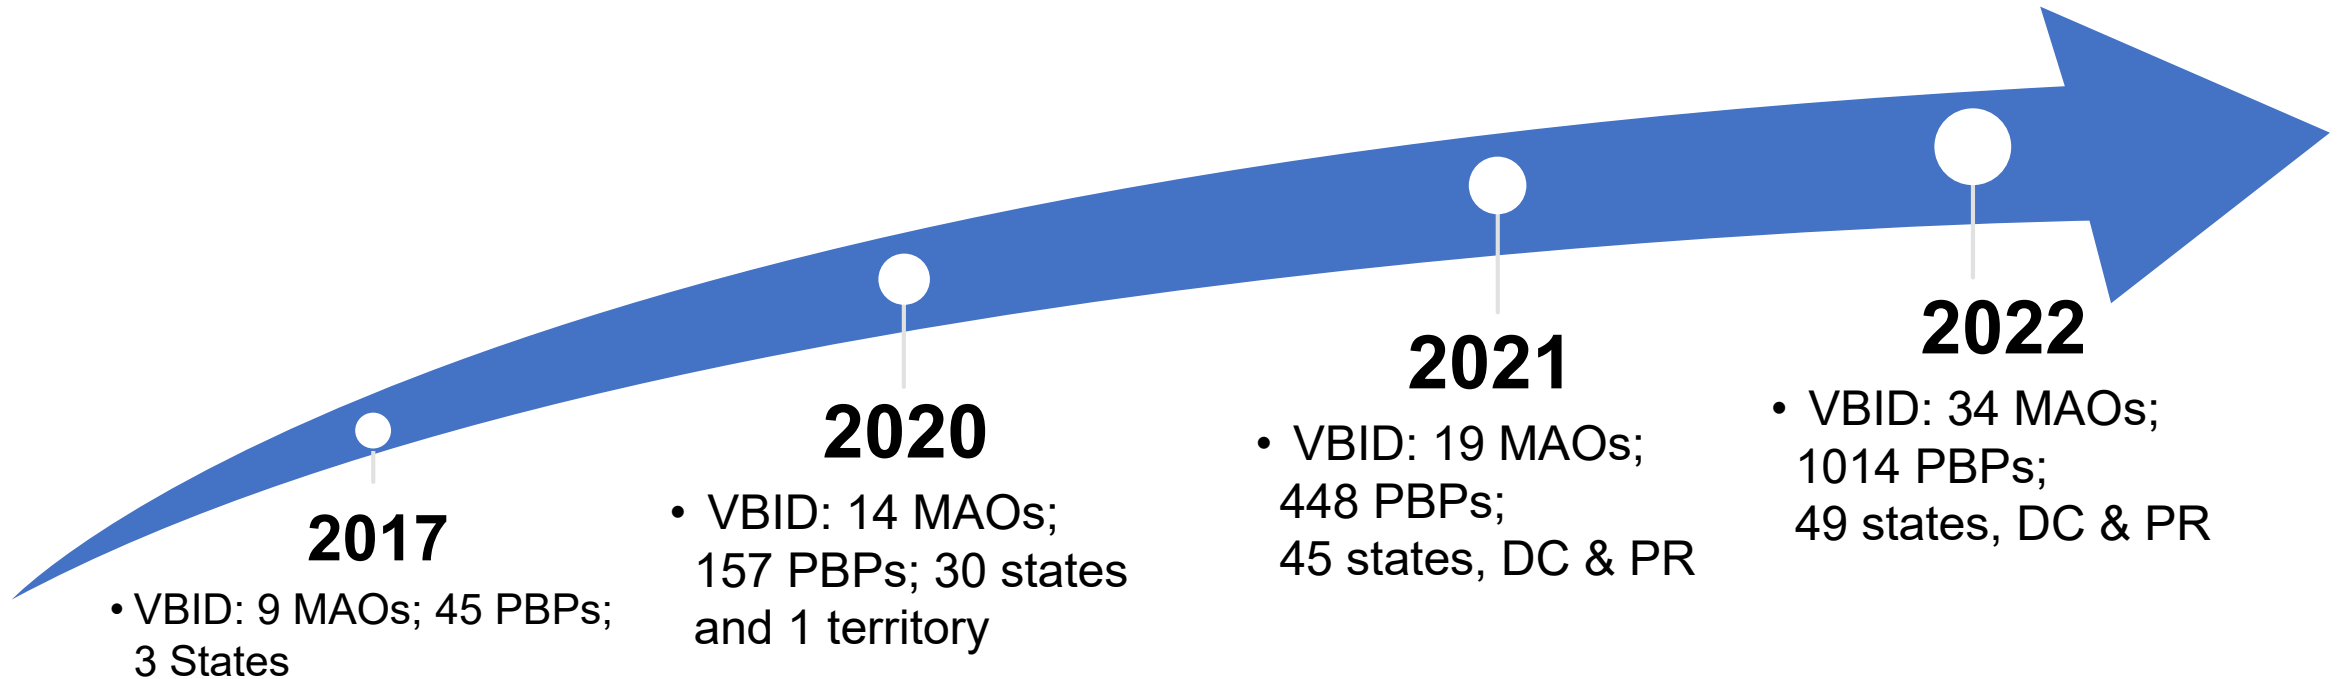 2017
• VBID: 9 MAOs; 45 PBPs;
3 States
2020
• VBID: 14 MAOs;
157 PBPs; 30 states
and 1 territory
2021
• VBID: 19 MAOs;
448 PBPs;
45 states, DC & PR
2022
• VBID: 34 MAOs;
1014 PBPs;
49 states, DC & PR